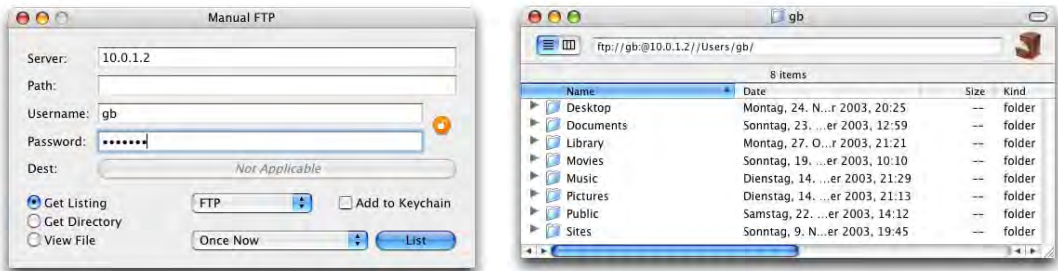 Manual FTP
Server: 10.0.1.2
Path:
Username: gb
Password: •••••••
Dest: Not Applicable
Get Listing FTP Add to Keychain
Get Directory
View File Once Now List
gb
ftp://gb:@10.0.1.2//Users/gb/
8 items
Name Date Size Kind
Desktop Montag, 24. N...r 2003, 20:25 -- folder
Documents Sonntag, 23. ...er 2003, 12:59 -- folder
Library Montag, 27. O...r 2003, 21:21 -- folder
Movies Sonntag, 19. ...er 2003, 10:10 -- folder
Music Dienstag, 14. ...er 2003, 21:29 -- folder
Pictures Dienstag, 14. ...er 2003, 21:13 -- folder
Public Samstag, 22. ...er 2003, 14:12 -- folder
Sites Sonntag, 9. N...er 2003, 19:45 -- folder